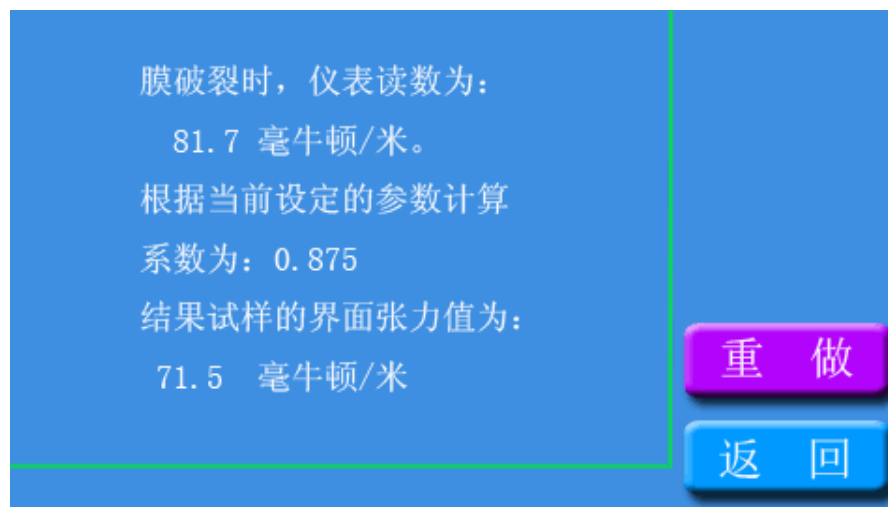 膜破裂时，仪表读数为：
81.7 毫牛顿/米。
根据当前设定的参数计算
系数为：0.875
结果试样的界面张力值为：
71.5 毫牛顿/米
重 做
返 回